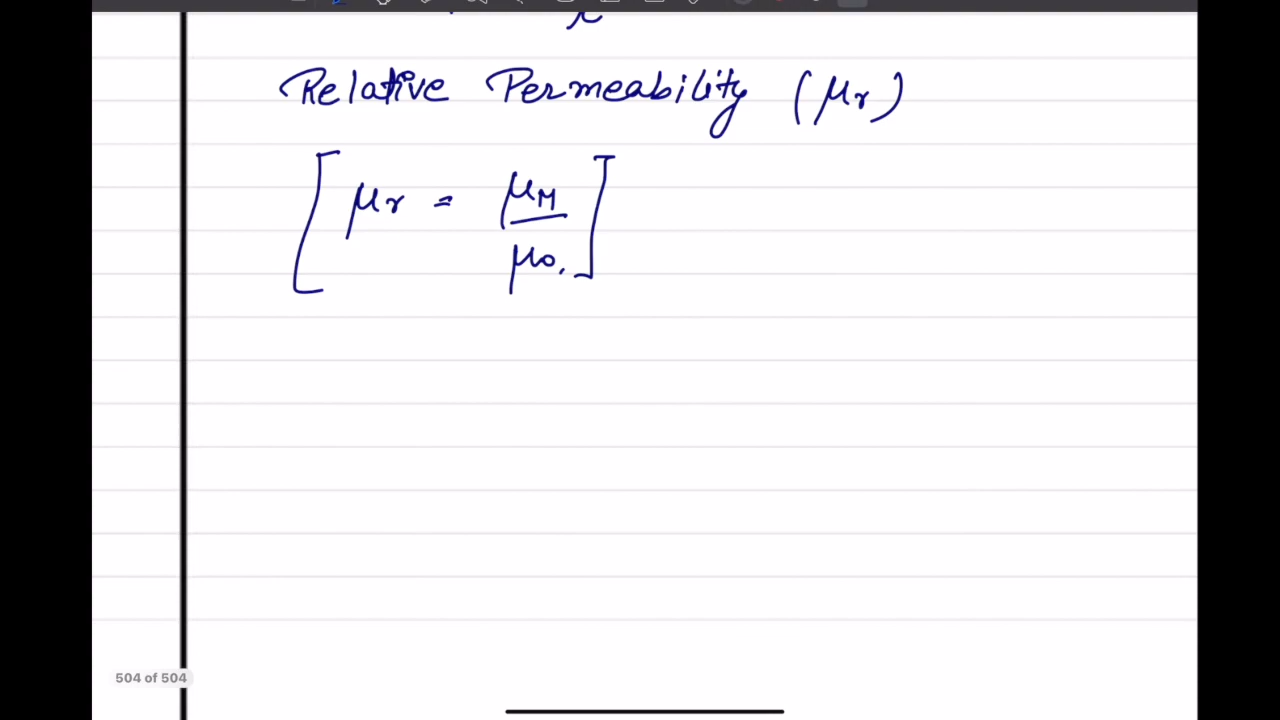 Relative Permeability (μr)
[μr = μM / μo.]
504 of 504